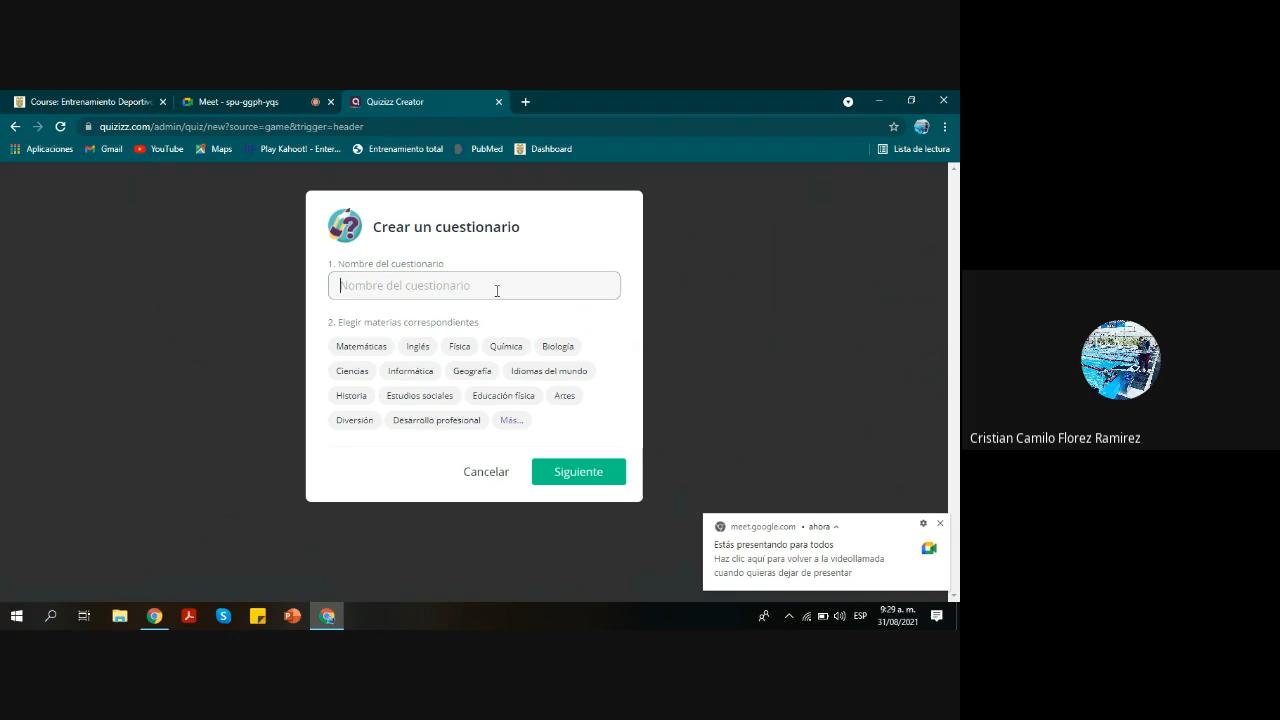 Course: Entrenamiento Deportiv
Meet - spu-ggph-yqs
Quizizz Creator
quizizz.com/admin/quiz/new?source=game&trigger=header
Aplicaciones
Gmail
YouTube
Maps
Play Kahoot! - Enter...
Entrenamiento total
PubMed
Dashboard
Lista de lectura
Crear un cuestionario
1. Nombre del cuestionario
Nombre del cuestionario
2. Elegir materias correspondientes
Matemáticas Inglés Física Química Biología
Ciencias Informática Geografía Idiomas del mundo
Historia Estudios sociales Educación física Artes
Diversión Desarrollo profesional Más...
Cancelar Siguiente
meet.google.com • ahora
Estás presentando para todos
Haz clic aquí para volver a la videollamada
cuando quieras dejar de presentar
ESP
9:29 a. m.
31/08/2021
Cristian Camilo Florez Ramirez